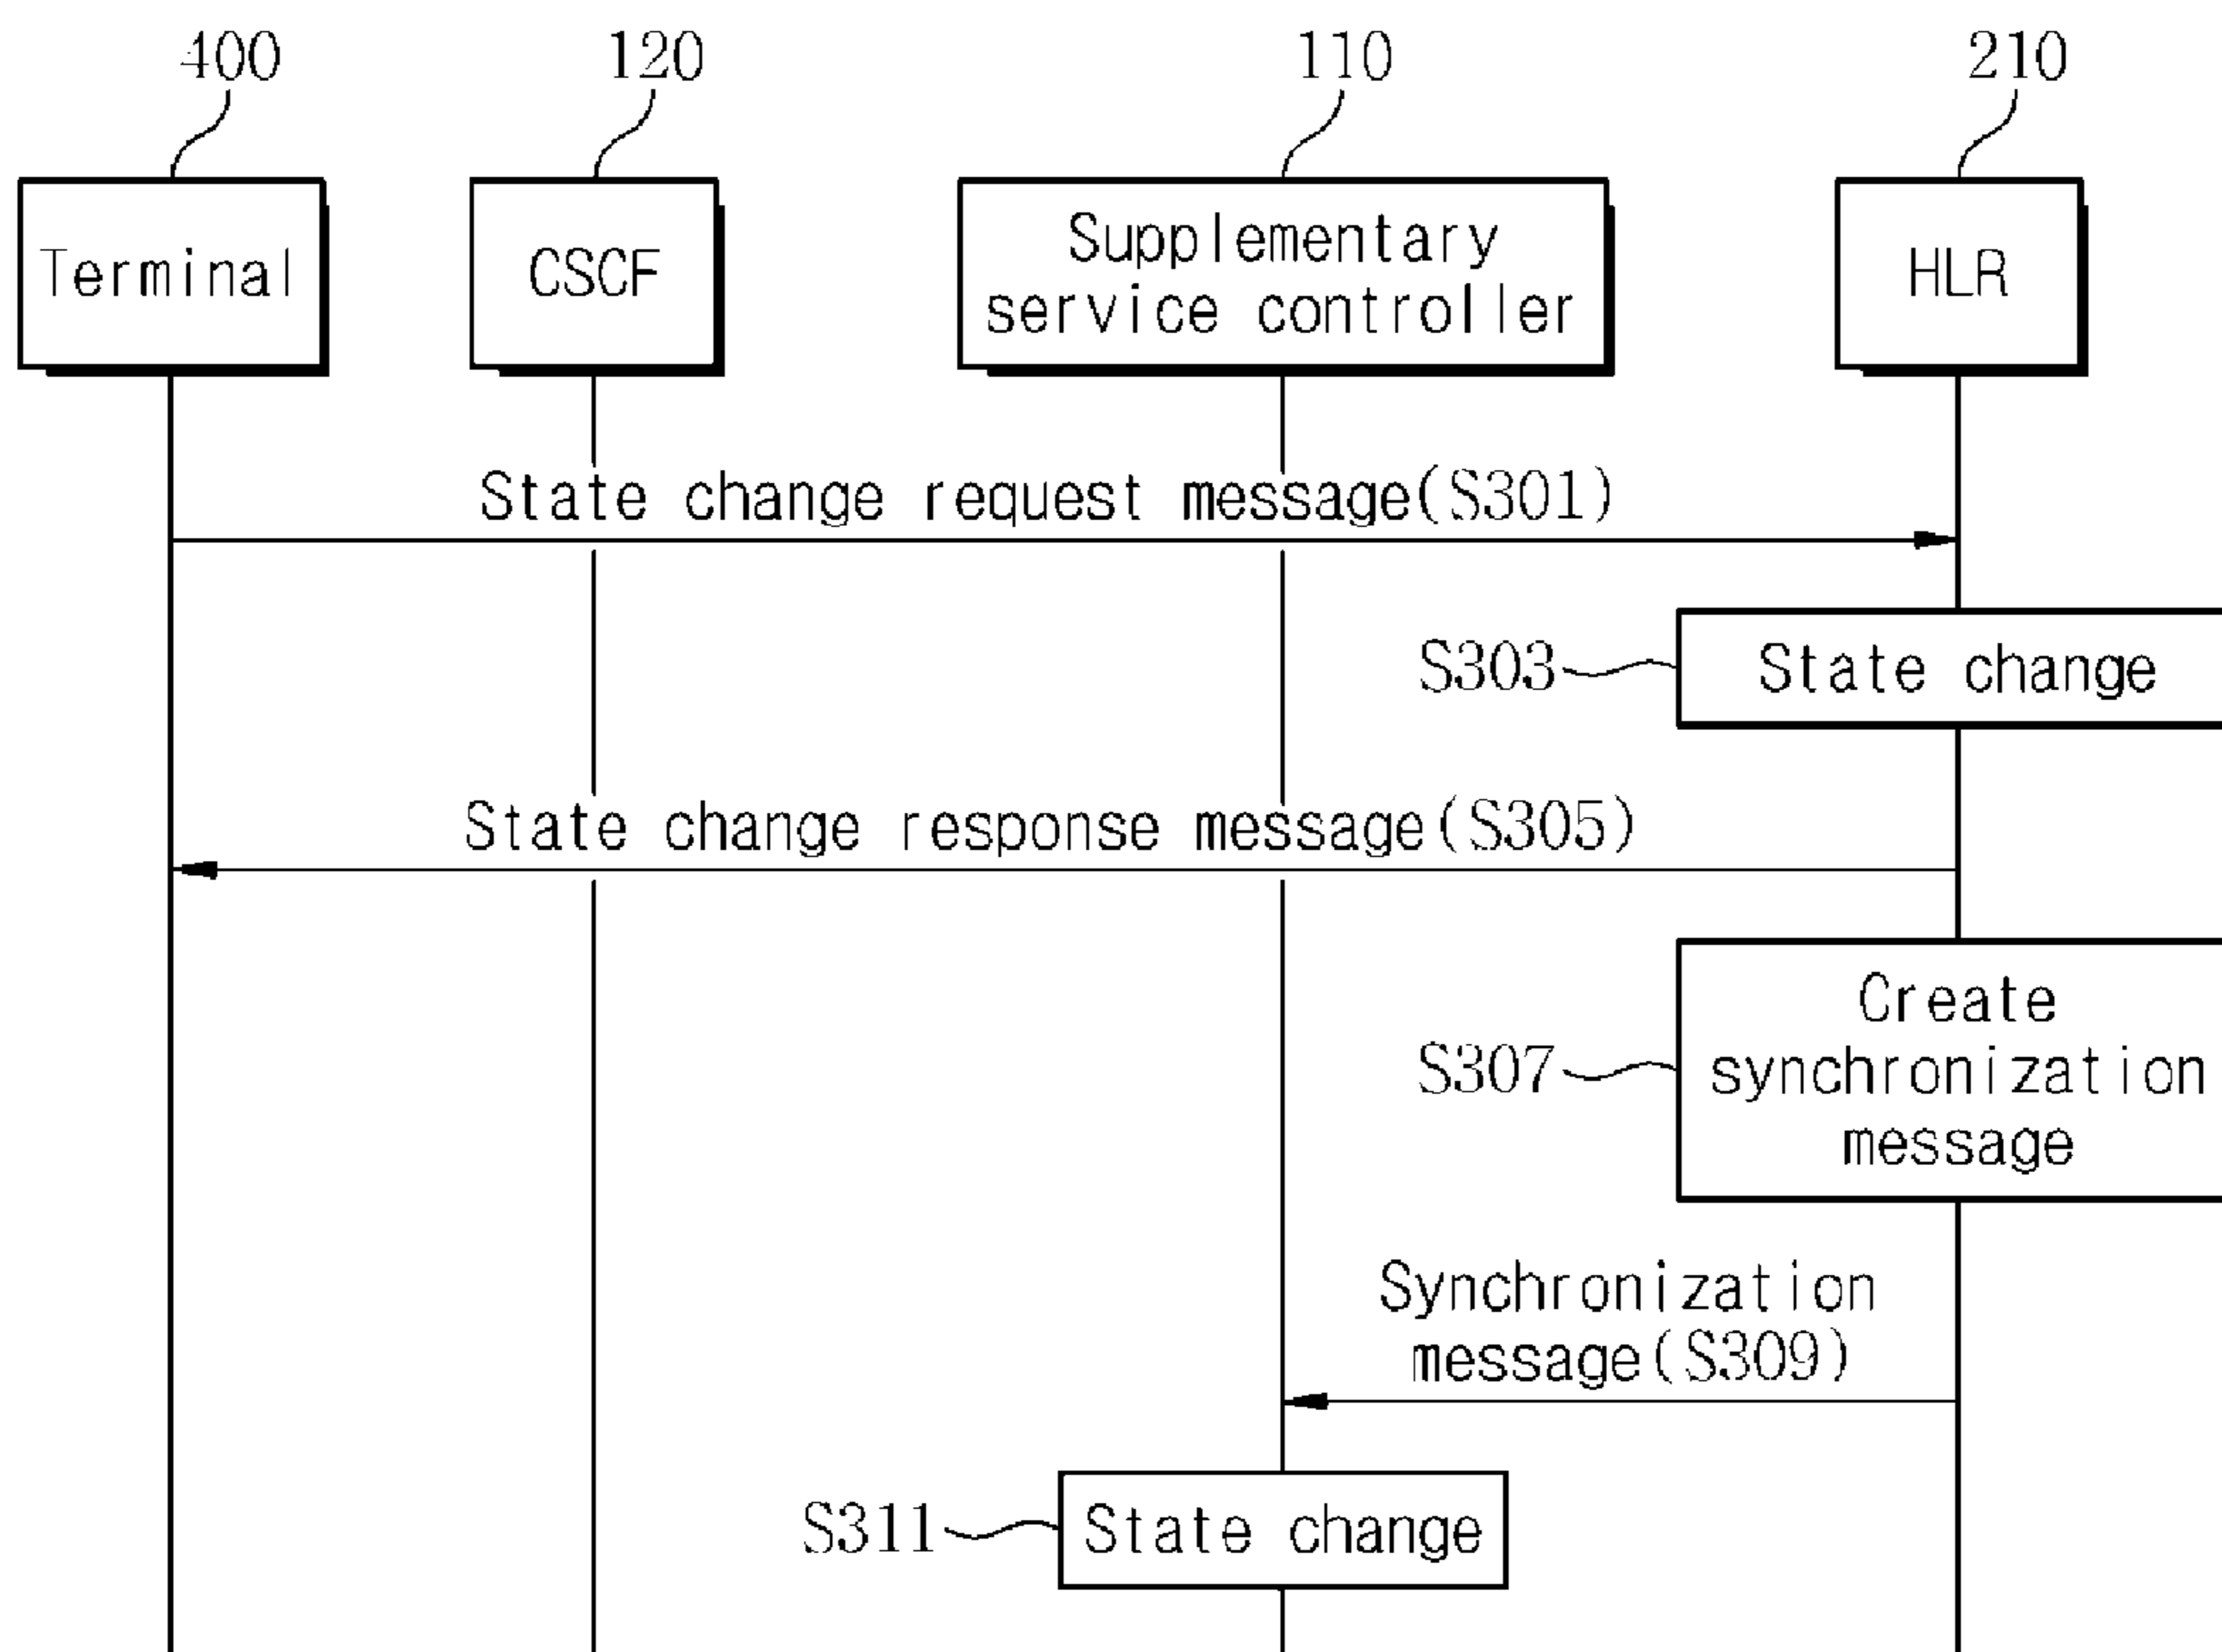 400
120
110
210
Terminal
CSCF
Supplementary
service controller
HLR
State change request message(S301)
S303
State change
State change response message(S305)
S307
Create
synchronization
message
Synchronization
message(S309)
S311
State change